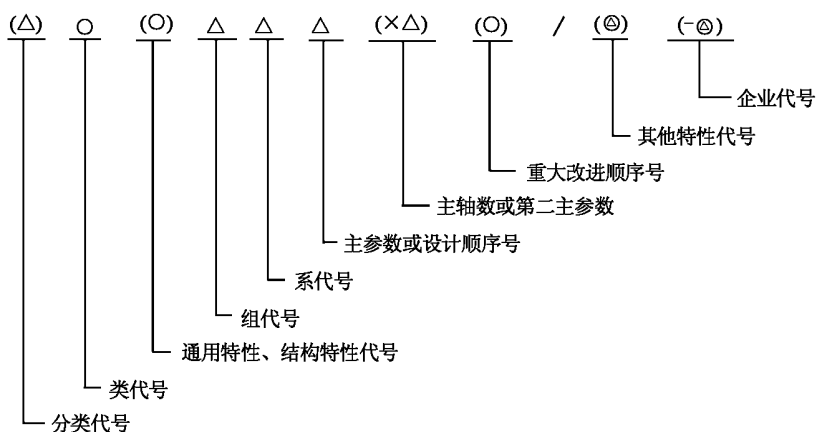 (△) ○ (○) △ △ △ (×△) (○) / (◬) (-◬)
企业代号
其他特性代号
重大改进顺序号
主轴数或第二主参数
主参数或设计顺序号
系代号
组代号
通用特性、结构特性代号
类代号
分类代号